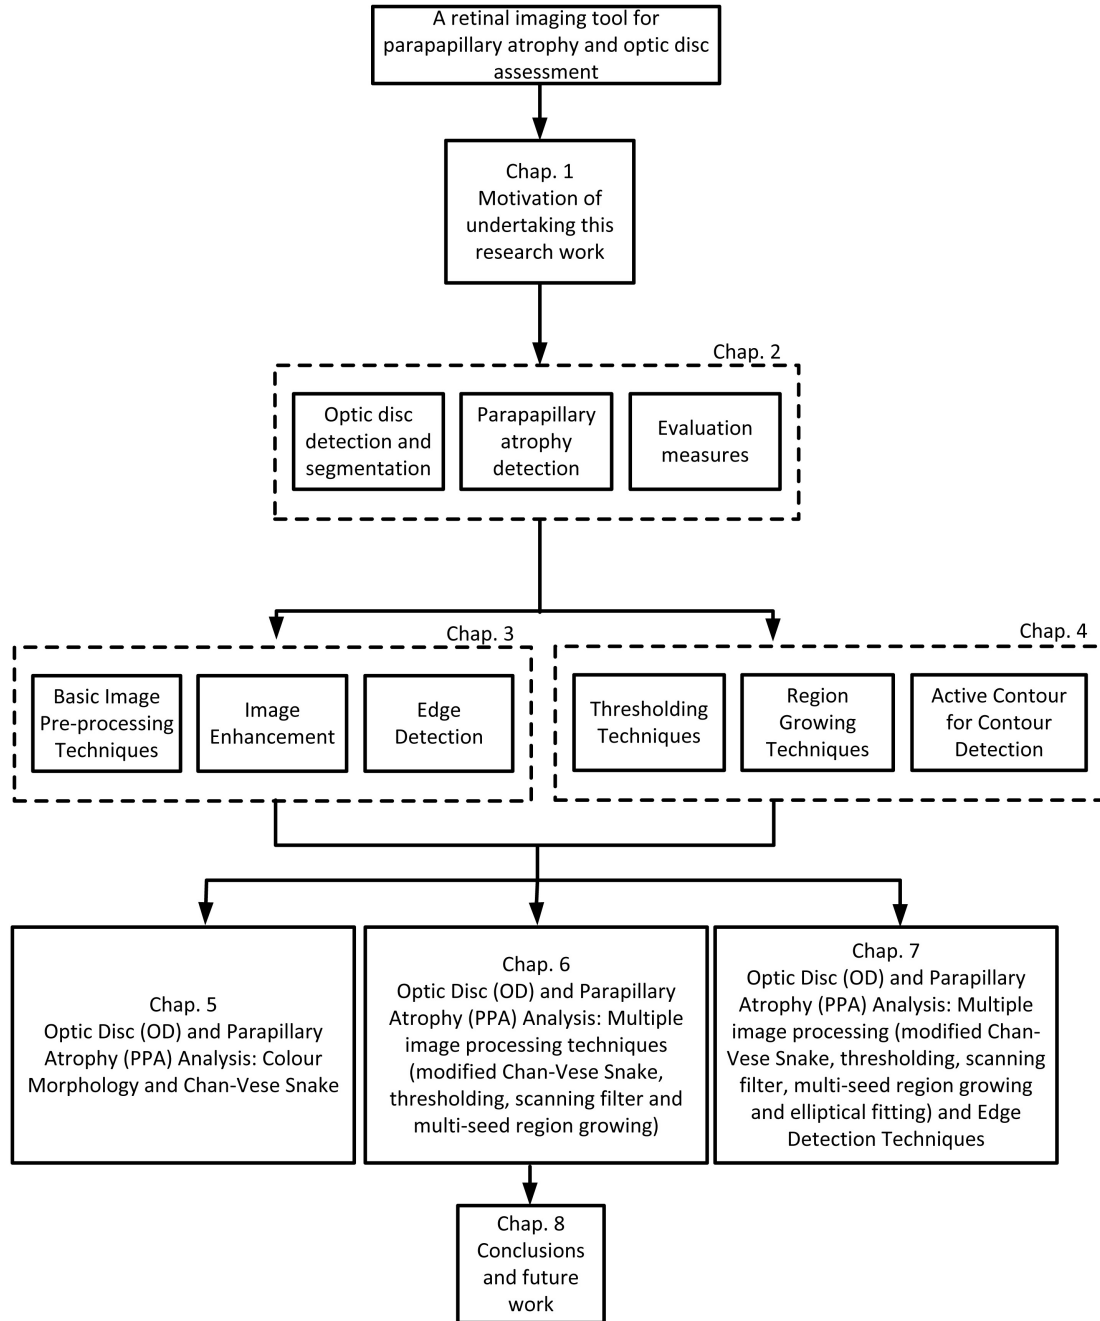 A retinal imaging tool for
parapapillary atrophy and optic disc
assessment
Chap. 1
Motivation of
undertaking this
research work
Chap. 2
Optic disc
detection and
segmentation
Parapapillary
atrophy
detection
Evaluation
measures
Chap. 3
Basic Image
Pre-processing
Techniques
Image
Enhancement
Edge
Detection
Chap. 4
Thresholding
Techniques
Region
Growing
Techniques
Active Contour
for Contour
Detection
Chap. 5
Optic Disc (OD) and Parapillary
Atrophy (PPA) Analysis: Colour
Morphology and Chan-Vese Snake
Chap. 6
Optic Disc (OD) and Parapillary
Atrophy (PPA) Analysis: Multiple
image processing techniques
(modified Chan-Vese Snake,
thresholding, scanning filter and
multi-seed region growing)
Chap. 7
Optic Disc (OD) and Parapillary
Atrophy (PPA) Analysis: Multiple
image processing (modified Chan-
Vese Snake, thresholding, scanning
filter, multi-seed region growing
and elliptical fitting) and Edge
Detection Techniques
Chap. 8
Conclusions
and future
work